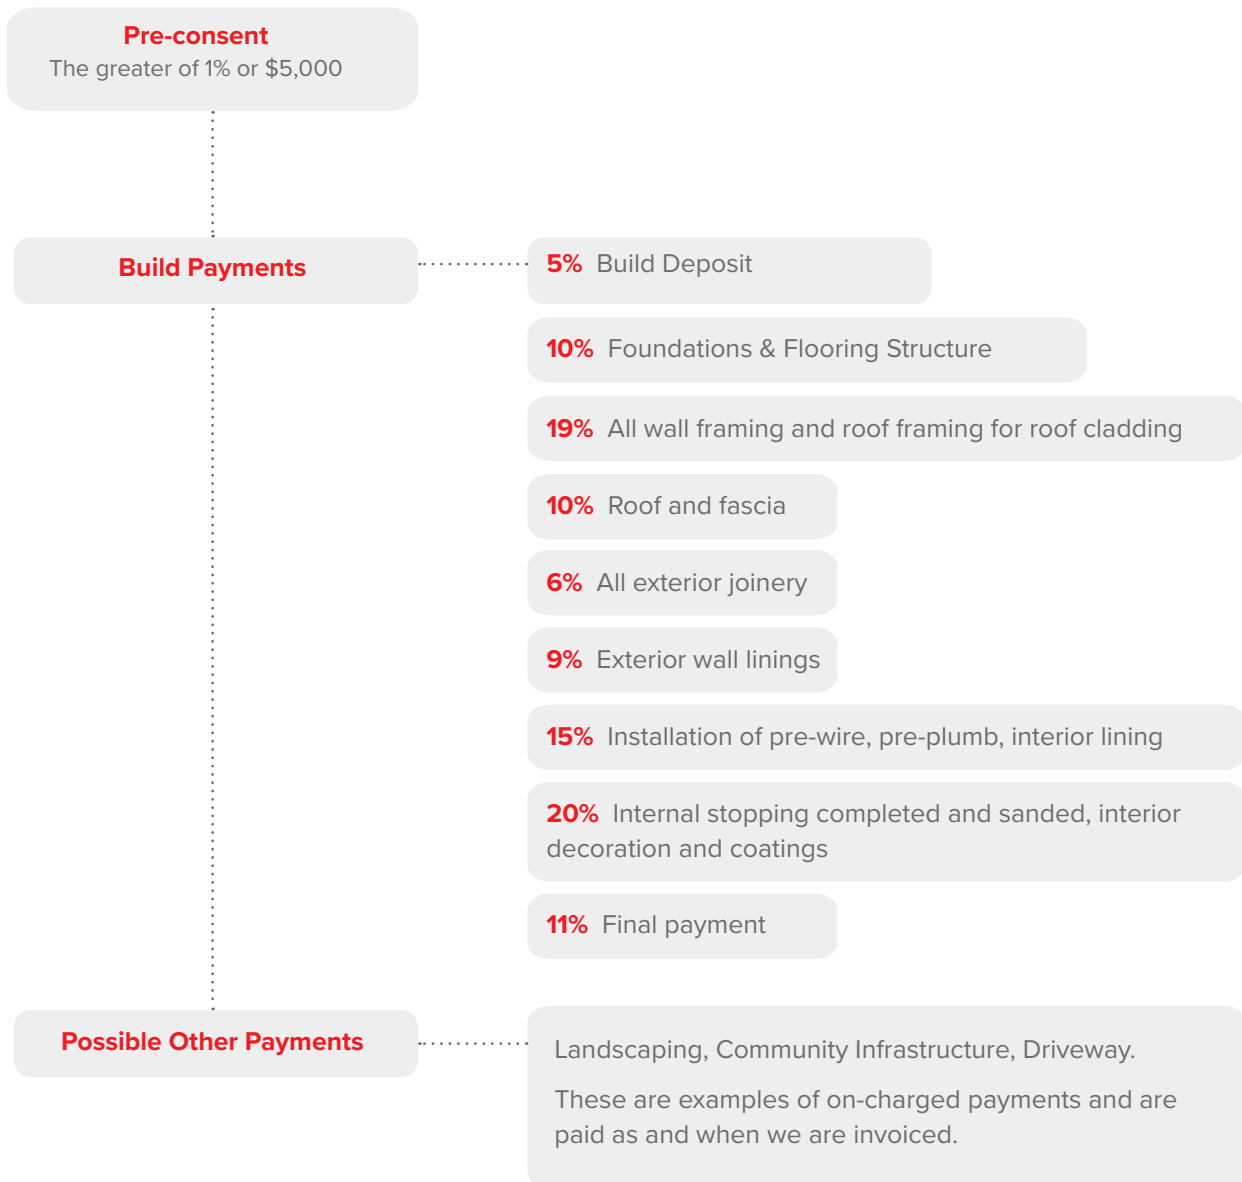 Pre-consent
The greater of 1% or $5,000
Build Payments
5% Build Deposit
10% Foundations & Flooring Structure
19% All wall framing and roof framing for roof cladding
10% Roof and fascia
6% All exterior joinery
9% Exterior wall linings
15% Installation of pre-wire, pre-plumb, interior lining
20% Internal stopping completed and sanded, interior
decoration and coatings
11% Final payment
Possible Other Payments
Landscaping, Community Infrastructure, Driveway.
These are examples of on-charged payments and are
paid as and when we are invoiced.